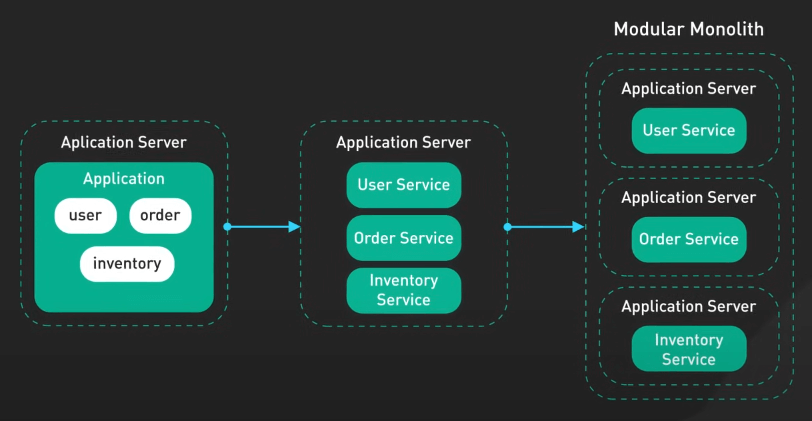 Modular Monolith
Aplication Server
Application
user
order
inventory
Application Server
User Service
Order Service
Inventory
Service
Application Server
User Service
Application Server
Order Service
Application Server
Inventory
Service